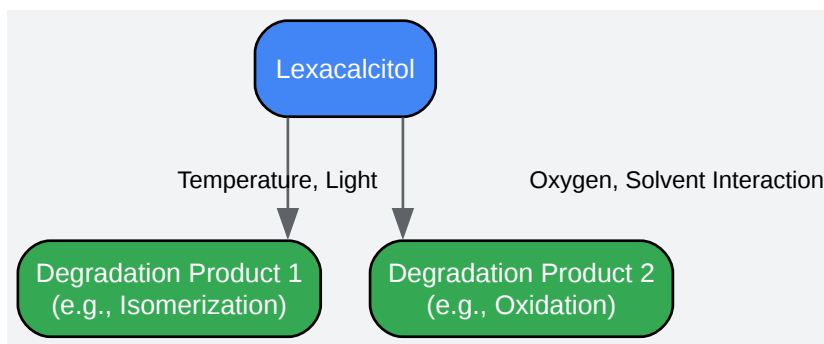 Lexacalcitol
Temperature, Light
Oxygen, Solvent Interaction
Degradation Product 1
(e.g., Isomerization)
Degradation Product 2
(e.g., Oxidation)